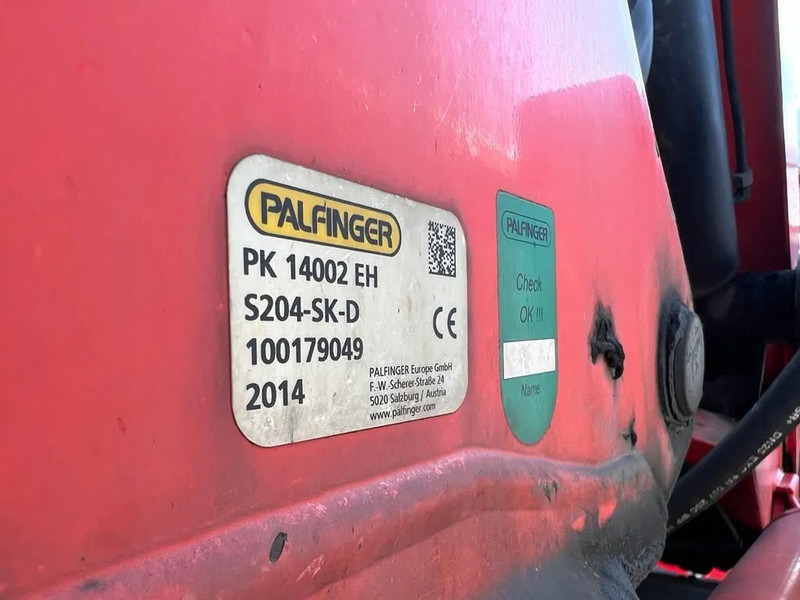 PALFINGER
PK 14002 EH
S204-SK-D
100179049
2014
PALFINGER Europe GmbH
F.-W.-Scherer-Straße 24
5020 Salzburg / Austria
www.palfinger.com
CE
PALFINGER
Check
OK !!!
Name